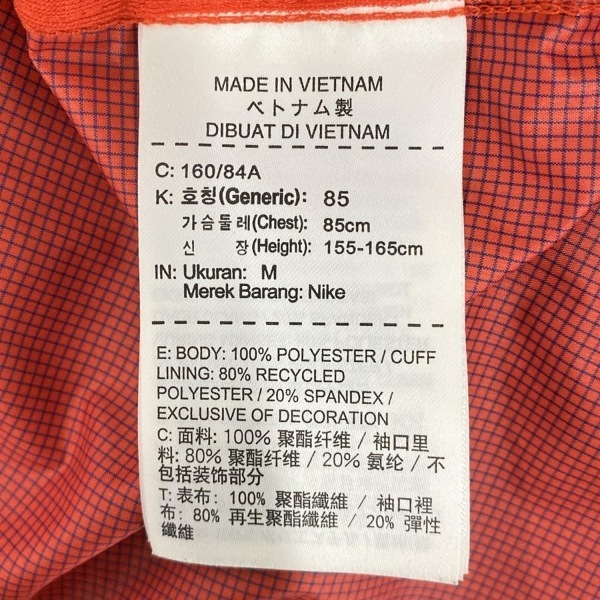 MADE IN VIETNAM
ベトナム製
DIBUAT DI VIETNAM
C: 160/84A
K: 호칭(Generic): 85
가슴둘레(Chest): 85cm
신 장(Height): 155-165cm
IN: Ukuran: M
Merek Barang: Nike
E: BODY: 100% POLYESTER / CUFF
LINING: 80% RECYCLED
POLYESTER / 20% SPANDEX /
EXCLUSIVE OF DECORATION
C: 面料: 100% 聚酯纤维 / 袖口里
料: 80% 聚酯纤维 / 20% 氨纶 / 不
包括装饰部分
T: 表布: 100% 聚酯纖維 / 袖口裡
布: 80% 再生聚酯纖維 / 20% 彈性
纖維